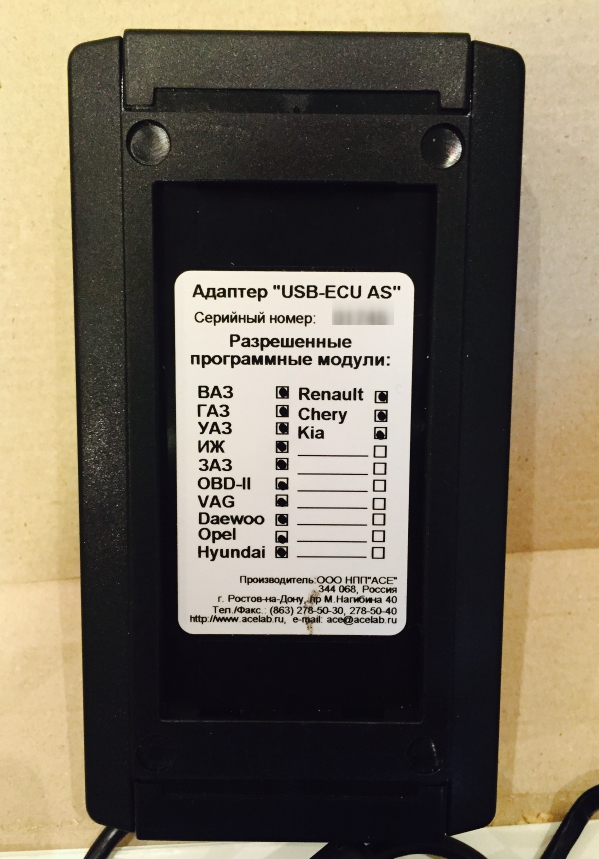 Адаптер "USB-ECU AS"
Серийный номер:
Разрешенные
программные модули:
ВАЗ
ГАЗ
УАЗ
ИЖ
ЗАЗ
OBD-II
VAG
Daewoo
Opel
Hyundai
Renault
Chery
Kia
Производитель:ООО НПП"АСЕ"
344 068, Россия
г. Ростов-на-Дону, пр М.Нагибина 40
Тел./Факс.: (863) 278-50-30, 278-50-40
http://www.acelab.ru, e-mail: ace@acelab.ru